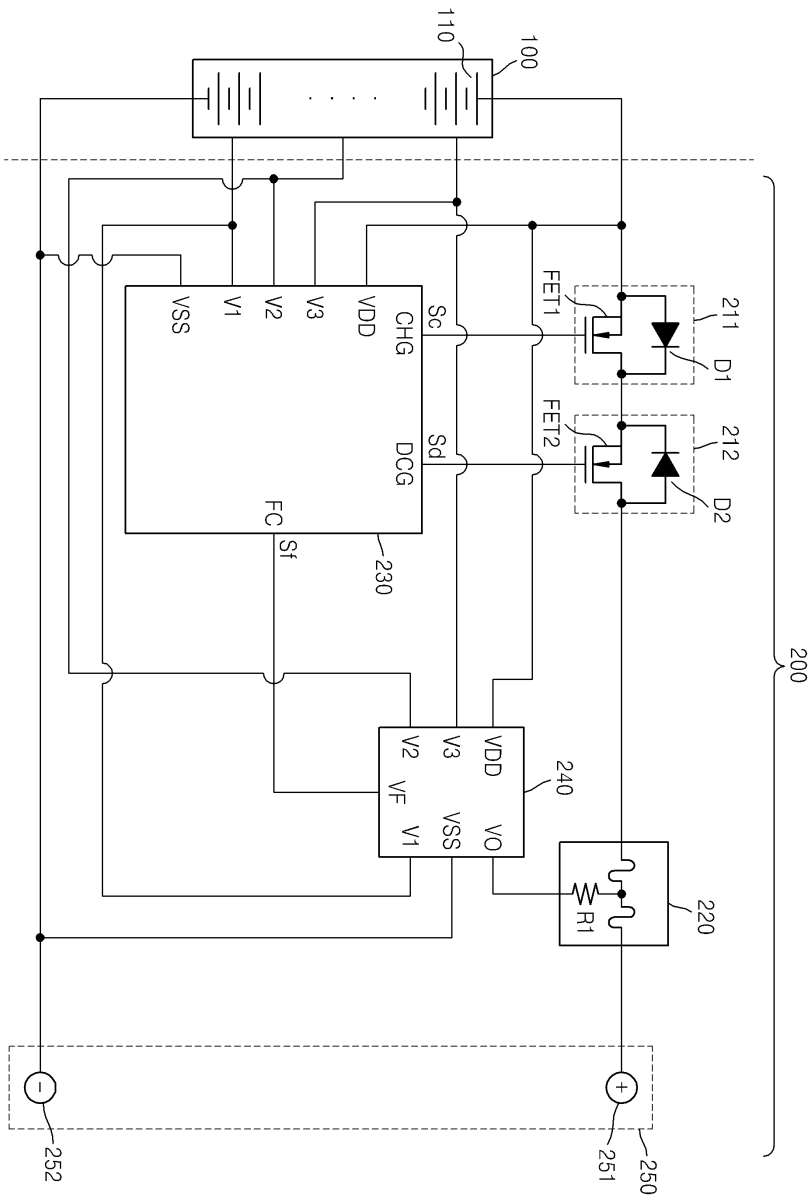 200
100
110
211
D1
FET1
212
D2
FET2
220
R1
250
251
+
240
VDD
VO
V3
VSS
V2
VF
V1
Sc
Sd
CHG
DCG
VDD
V3
V2
V1
VSS
FC
Sf
230
-
252